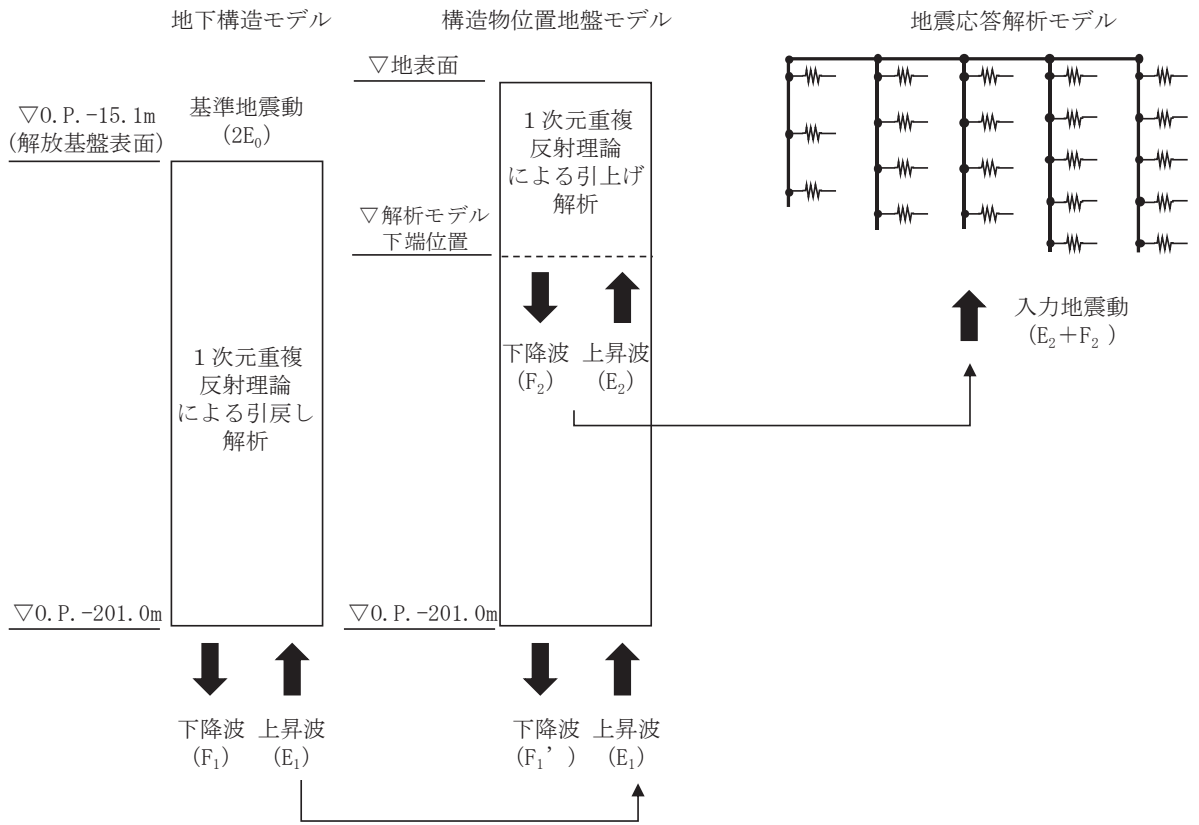 地下構造モデル
▽O.P.-15.1m
(解放基盤表面)
基準地震動
(2E₀)
1次元重複
反射理論
による引戻し
解析
▽O.P.-201.0m
下降波
(F₁)
上昇波
(E₁)
構造物位置地盤モデル
▽地表面
1次元重複
反射理論
による引上げ
解析
▽解析モデル
下端位置
下降波
(F₂)
上昇波
(E₂)
▽O.P.-201.0m
下降波
(F₁’)
上昇波
(E₁)
地震応答解析モデル
入力地震動
(E₂+F₂)